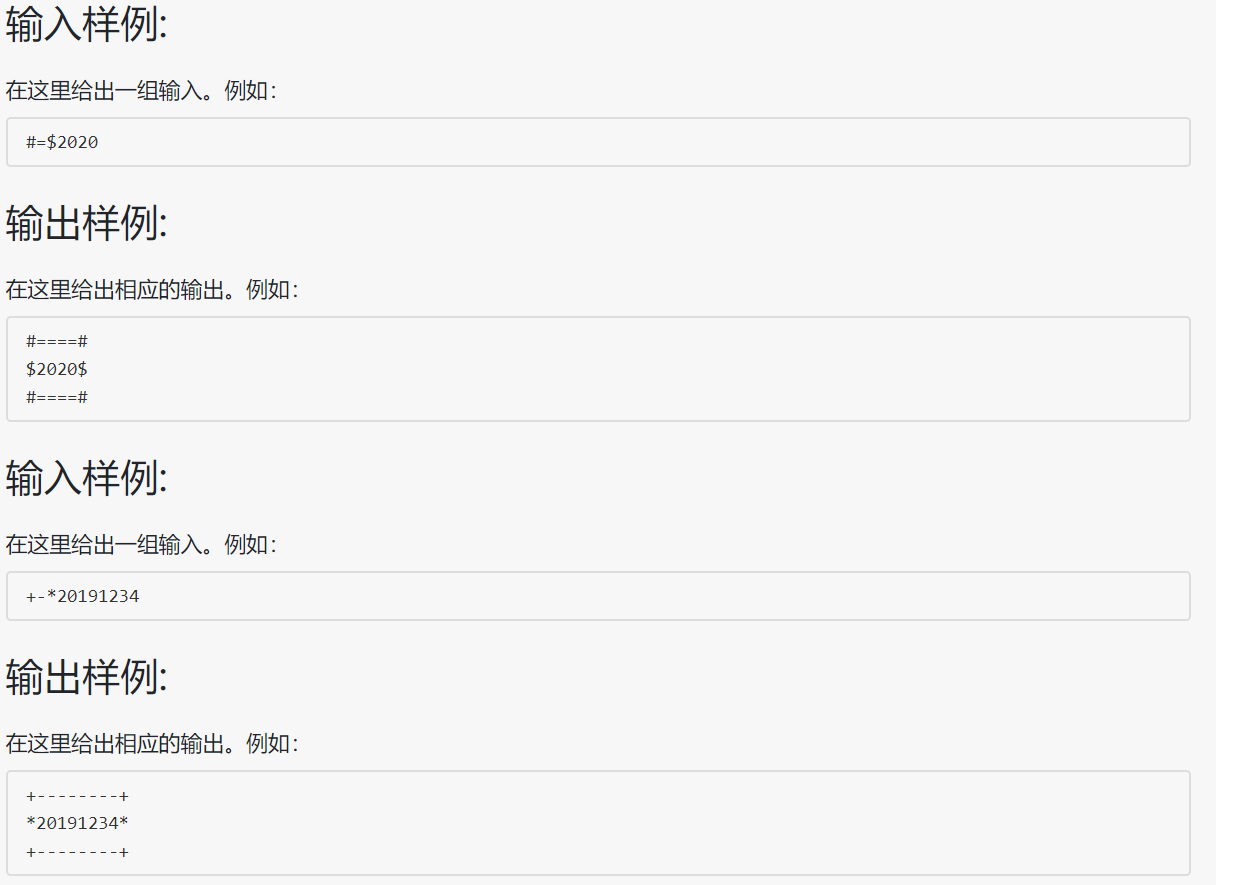 输入样例:
在这里给出一组输入。例如：
#=$2020
输出样例:
在这里给出相应的输出。例如：
#====#
$2020$
#====#
输入样例:
在这里给出一组输入。例如：
+-*20191234
输出样例:
在这里给出相应的输出。例如：
+--------+
*20191234*
+--------+